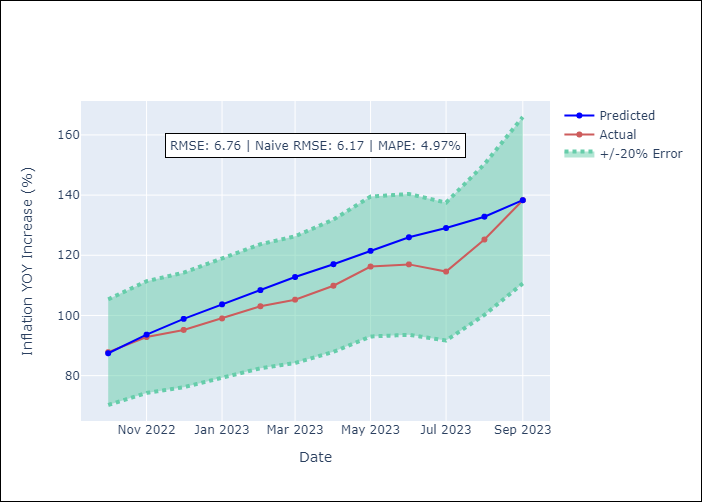 RMSE: 6.76 | Naive RMSE: 6.17 | MAPE: 4.97%
Predicted
Actual
+/-20% Error
Inflation YOY Increase (%)
160
140
120
100
80
Nov 2022
Jan 2023
Mar 2023
May 2023
Jul 2023
Sep 2023
Date